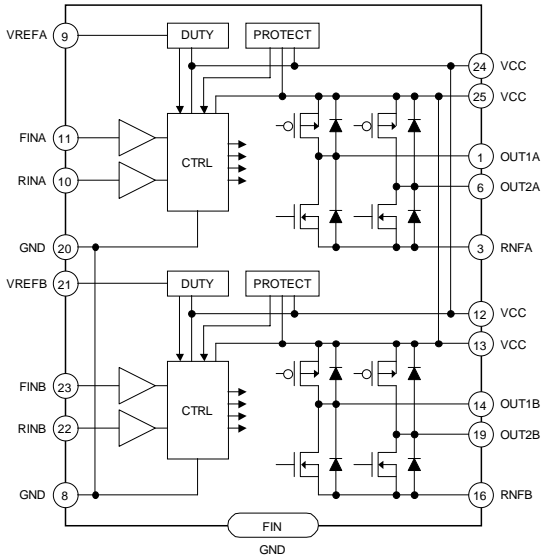 VREFA 9 DUTY PROTECT
24 VCC
25 VCC
FINA 11
CTRL
1 OUT1A
RINA 10
6 OUT2A
GND 20
3 RNFA
VREFB 21 DUTY PROTECT
12 VCC
13 VCC
FINB 23
CTRL
14 OUT1B
RINB 22
19 OUT2B
GND 8
16 RNFB
FIN
GND